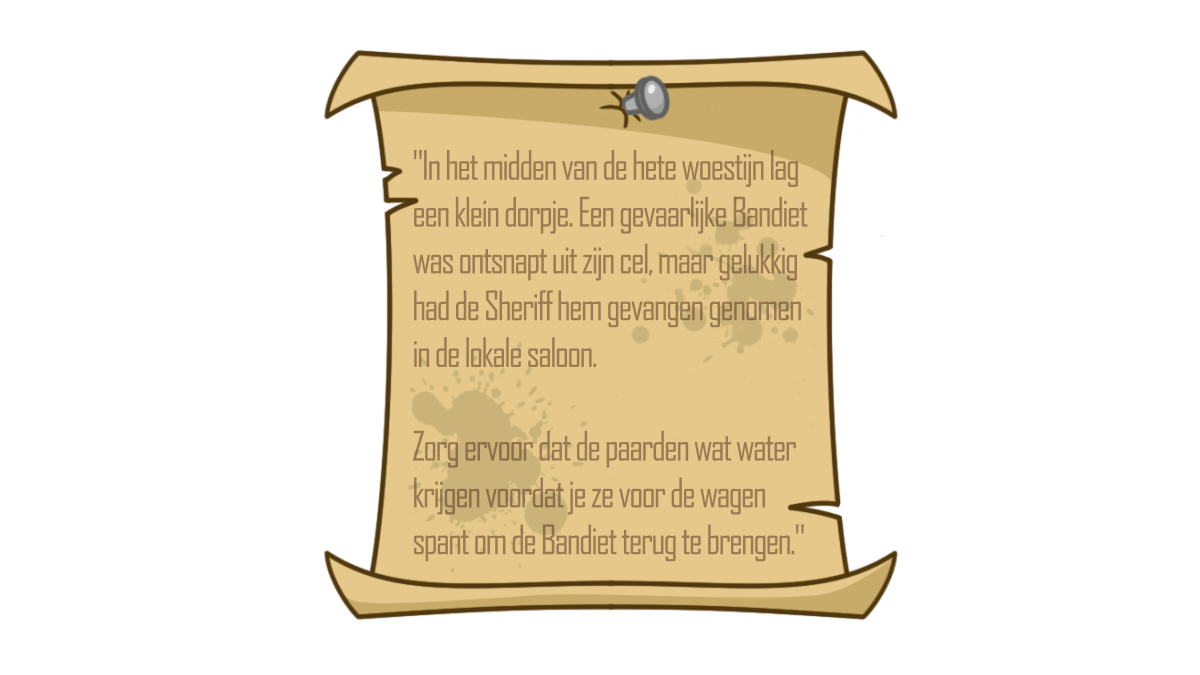 "In het midden van de hete woestijn lag
een klein dorpje. Een gevaarlijke Bandiet
was ontsnapt uit zijn cel, maar gelukkig
had de Sheriff hem gevangen genomen
in de lokale saloon.
Zorg ervoor dat de paarden wat water
krijgen voordat je ze voor de wagen
spant om de Bandiet terug te brengen."